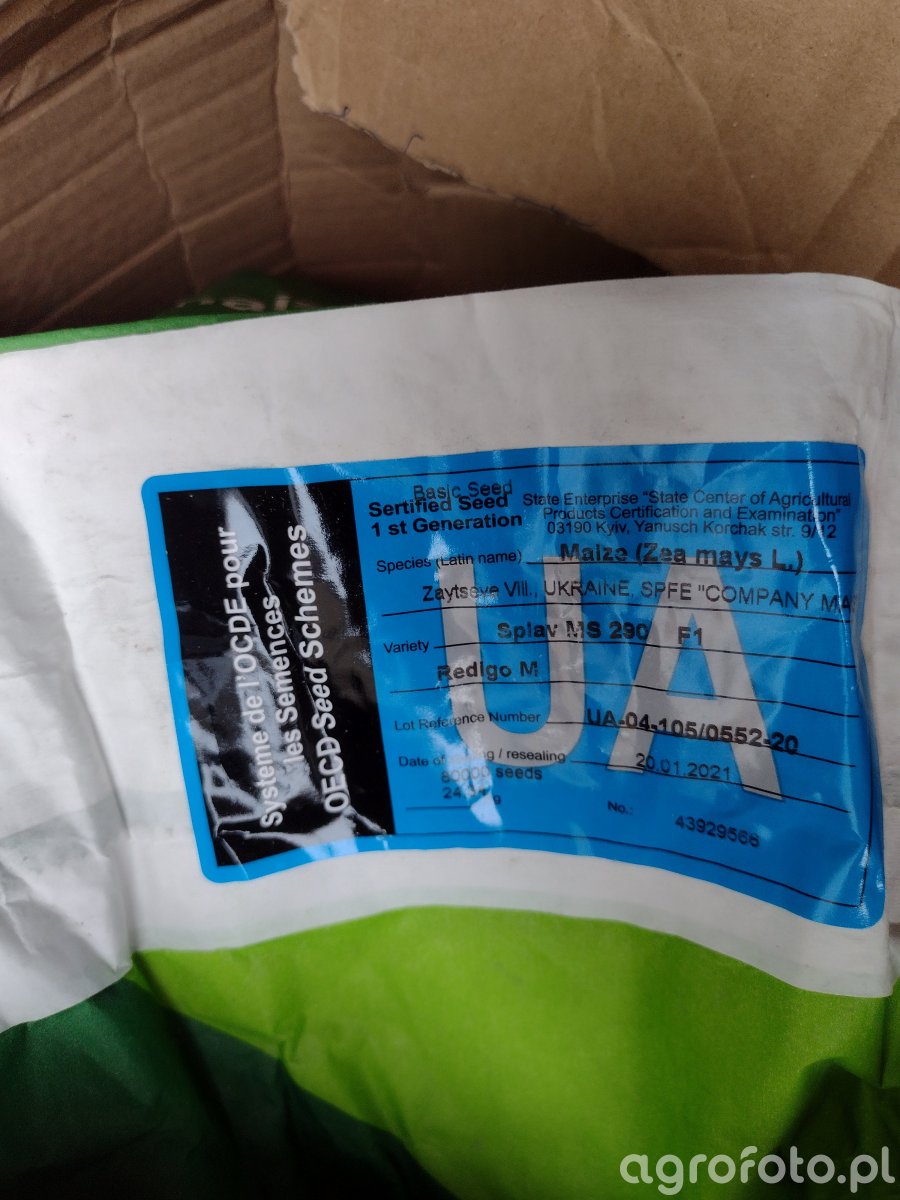 Système de l'OCDE pour
les Semences
OECD Seed Schemes
Basic Seed
Sertified Seed
1 st Generation
State Enterprise "State Center of Agricultural
Products Certification and Examination"
03190 Kyiv, Yanusch Korchak str. 9/12
UA
Species (Latin name) Maize (Zea mays L.)
Zaytseve Vill., UKRAINE, SPFE "COMPANY
Variety Splav MS 290 F1
Redigo M
Lot Reference Number UA-04-105/0552-20
Date of / resealing 20.01.2021
80000 seeds
No.: 43929566
agrofoto.pl